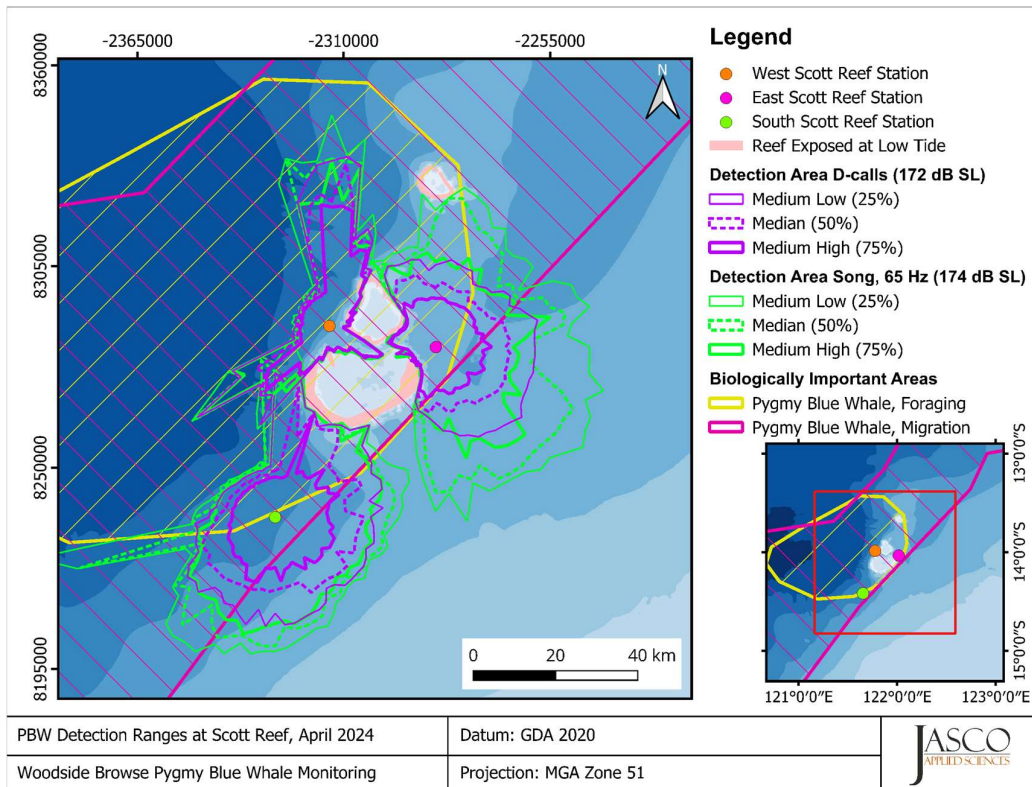 -2365000 -2310000 -2255000
8360000
8305000
8250000
8195000
N
0 20 40 km
Legend
West Scott Reef Station
East Scott Reef Station
South Scott Reef Station
Reef Exposed at Low Tide
Detection Area D-calls (172 dB SL)
Medium Low (25%)
Median (50%)
Medium High (75%)
Detection Area Song, 65 Hz (174 dB SL)
Medium Low (25%)
Median (50%)
Medium High (75%)
Biologically Important Areas
Pygmy Blue Whale, Foraging
Pygmy Blue Whale, Migration
13°0'0"S
14°0'0"S
15°0'0"S
121°0'0"E 122°0'0"E 123°0'0"E
PBW Detection Ranges at Scott Reef, April 2024
Datum: GDA 2020
Woodside Browse Pygmy Blue Whale Monitoring
Projection: MGA Zone 51
JASCO
APPLIED SCIENCES